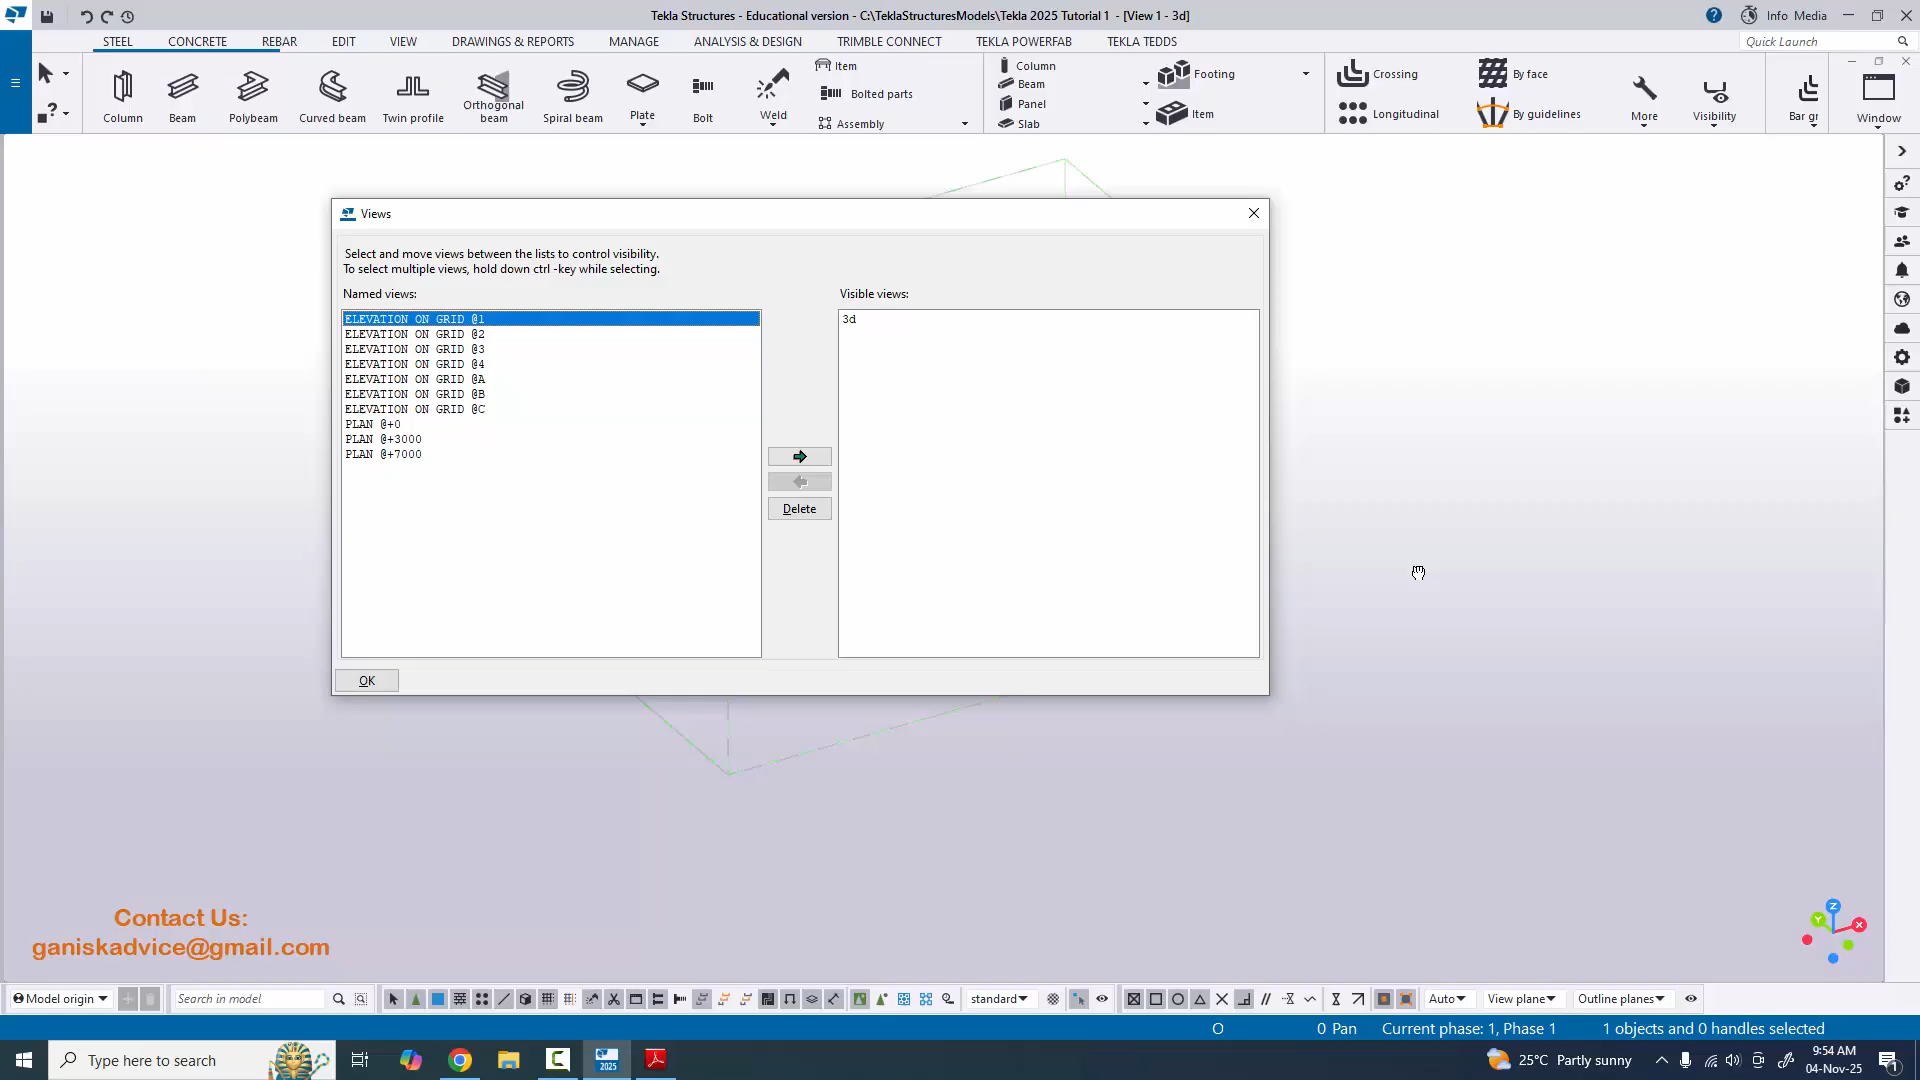 Tekla Structures - Educational version - C:\TeklaStructuresModels\Tekla 2025 Tutorial 1 - [View 1 - 3d]
Info Media
STEEL CONCRETE REBAR EDIT VIEW DRAWINGS & REPORTS MANAGE ANALYSIS & DESIGN TRIMBLE CONNECT TEKLA POWERFAB TEKLA TEDDS
Quick Launch
Column
Beam
Polybeam
Curved beam
Twin profile
Orthogonal
beam
Spiral beam
Plate
Bolt
Weld
Item
Bolted parts
Assembly
Column
Beam
Panel
Slab
Footing
Item
Crossing
Longitudinal
By face
By guidelines
More
Visibility
Bar gr
Window
Views
Select and move views between the lists to control visibility.
To select multiple views, hold down ctrl -key while selecting.
Named views:
Visible views:
ELEVATION ON GRID @1
ELEVATION ON GRID @2
ELEVATION ON GRID @3
ELEVATION ON GRID @4
ELEVATION ON GRID @A
ELEVATION ON GRID @B
ELEVATION ON GRID @C
PLAN @+0
PLAN @+3000
PLAN @+7000
3d
Delete
OK
Contact Us:
ganiskadvice@gmail.com
Z
Y
X
Model origin
Search in model
standard
Auto
View plane
Outline planes
O
0 Pan
Current phase: 1, Phase 1
1 objects and 0 handles selected
Type here to search
2025
25°C Partly sunny
9:54 AM
04-Nov-25
1